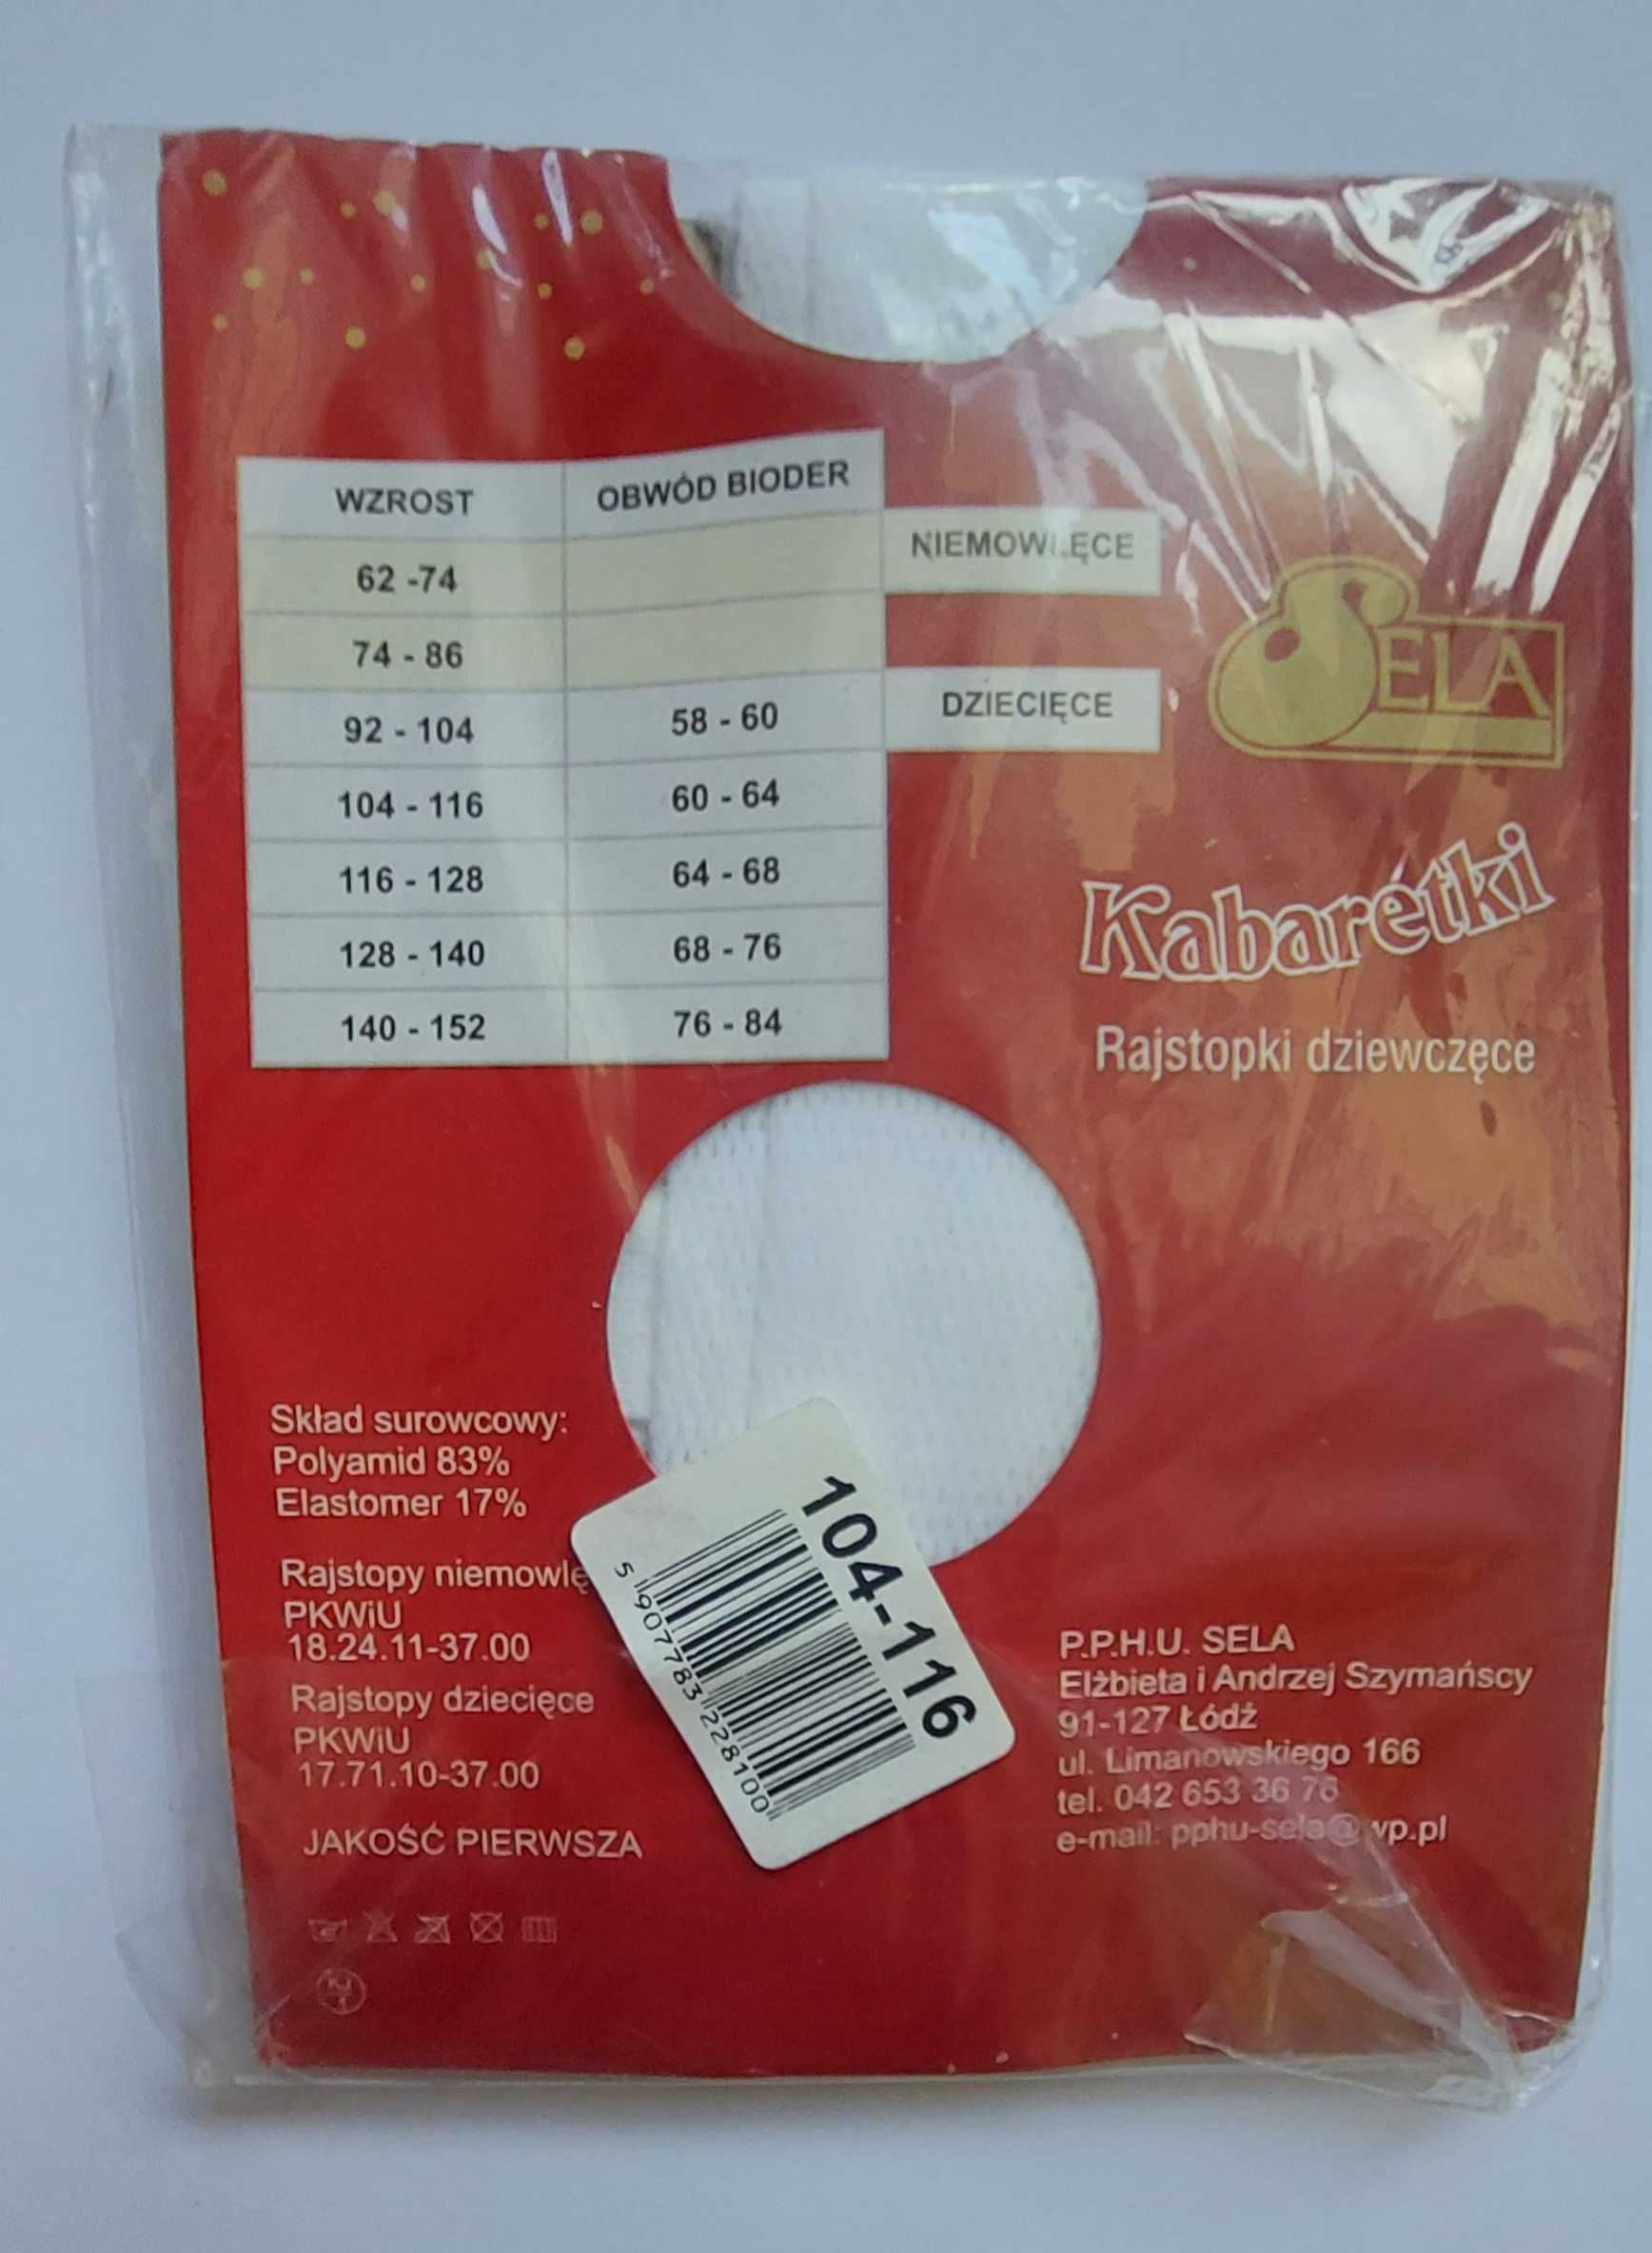 WZROST OBWÓD BIODER
62 -74
74 - 86
92 - 104 58 - 60
104 - 116 60 - 64
116 - 128 64 - 68
128 - 140 68 - 76
140 - 152 76 - 84
NIEMOWLĘCE
DZIECIĘCE
SELA
Kabaretki
Rajstopki dziewczęce
Skład surowcowy:
Polyamid 83%
Elastomer 17%
Rajstopy niemowlę
PKWiU
18.24.11-37.00
Rajstopy dziecięce
PKWiU
17.71.10-37.00
JAKOŚĆ PIERWSZA
104-116
5 907783 228100
P.P.H.U. SELA
Elżbieta i Andrzej Szymańscy
91-127 Łódź
ul. Limanowskiego 166
tel. 042 653 36 76
e-mail: pphu-sela@wp.pl